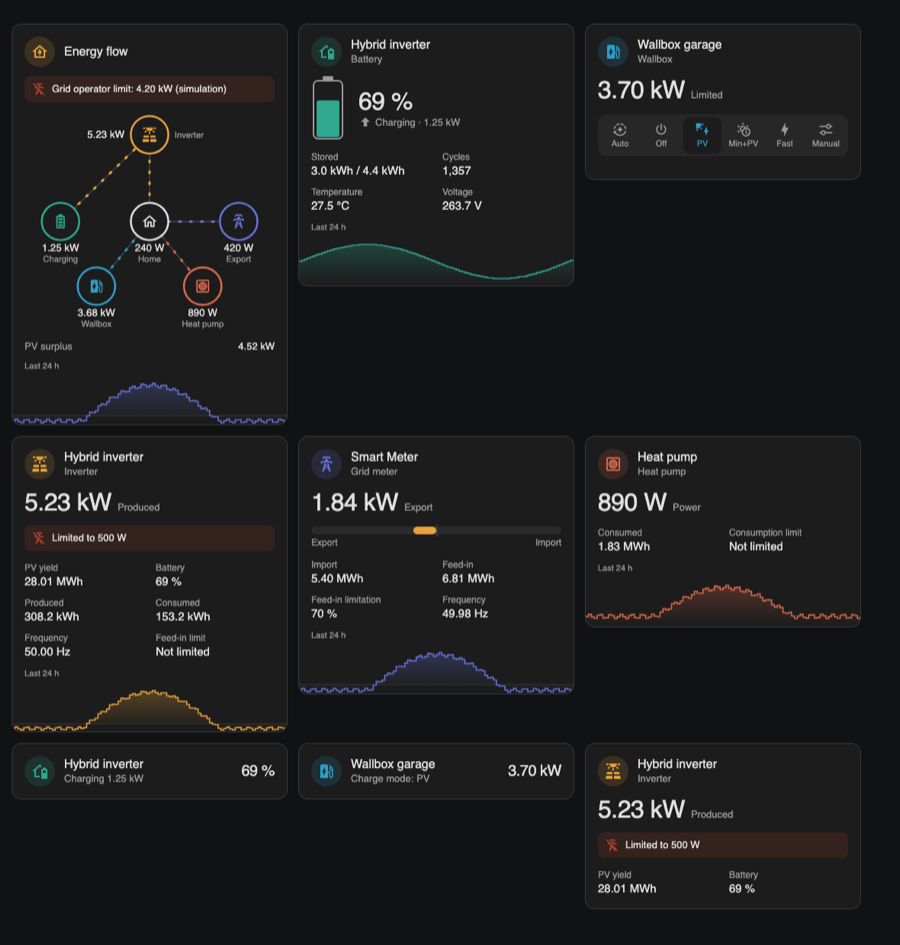 Energy flow
Grid operator limit: 4.20 kW (simulation)
5.23 kW
Inverter
1.25 kW
Charging
240 W
Home
420 W
Export
3.68 kW
Wallbox
890 W
Heat pump
PV surplus 4.52 kW
Last 24 h
Hybrid inverter
Battery
69 %
Charging · 1.25 kW
Stored Cycles
3.0 kWh / 4.4 kWh 1,357
Temperature Voltage
27.5 °C 263.7 V
Last 24 h
Wallbox garage
Wallbox
3.70 kW Limited
Auto Off PV Min+PV Fast Manual
Hybrid inverter
Inverter
5.23 kW Produced
Limited to 500 W
PV yield Battery
28.01 MWh 69 %
Produced Consumed
308.2 kWh 153.2 kWh
Frequency Feed-in limit
50.00 Hz Not limited
Last 24 h
Smart Meter
Grid meter
1.84 kW Export
Export Import
Import Feed-in
5.40 MWh 6.81 MWh
Feed-in limitation Frequency
70 % 49.98 Hz
Last 24 h
Heat pump
Heat pump
890 W Power
Consumed Consumption limit
1.83 MWh Not limited
Last 24 h
Hybrid inverter
Charging 1.25 kW
69 %
Wallbox garage
Charge mode: PV
3.70 kW
Hybrid inverter
Inverter
5.23 kW Produced
Limited to 500 W
PV yield Battery
28.01 MWh 69 %